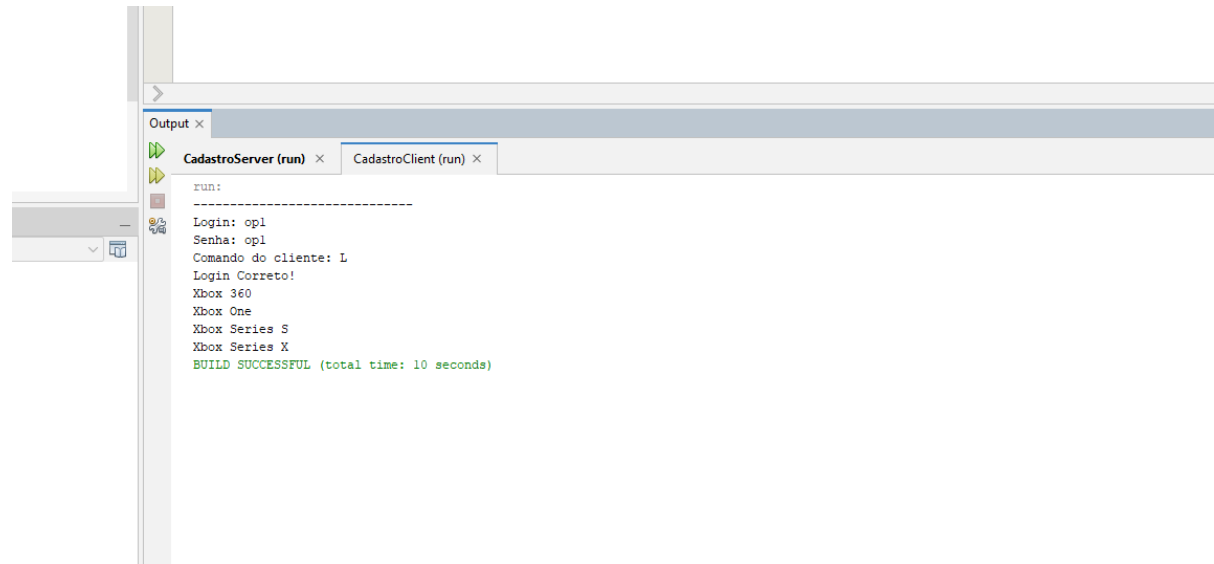 Output
CadastroServer (run) CadastroClient (run)
run:
------------------------------
Login: op1
Senha: op1
Comando do cliente: L
Login Correto!
Xbox 360
Xbox One
Xbox Series S
Xbox Series X
BUILD SUCCESSFUL (total time: 10 seconds)